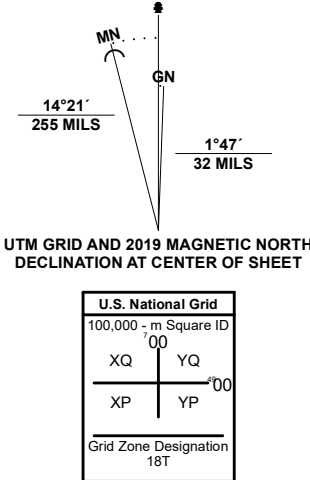 MN
GN
14°21´
255 MILS
1°47´
32 MILS
UTM GRID AND 2019 MAGNETIC NORTH
DECLINATION AT CENTER OF SHEET
U.S. National Grid
100,000 - m Square ID
700
XQ YQ
4900
XP YP
Grid Zone Designation
18T